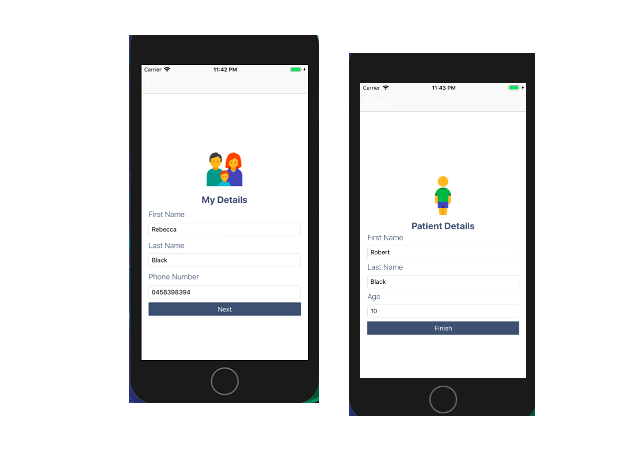 Carrier 11:42 PM
My Details
First Name
Rebecca
Last Name
Black
Phone Number
0458398394
Next
Carrier 11:43 PM
Patient Details
First Name
Robert
Last Name
Black
Age
10
Finish